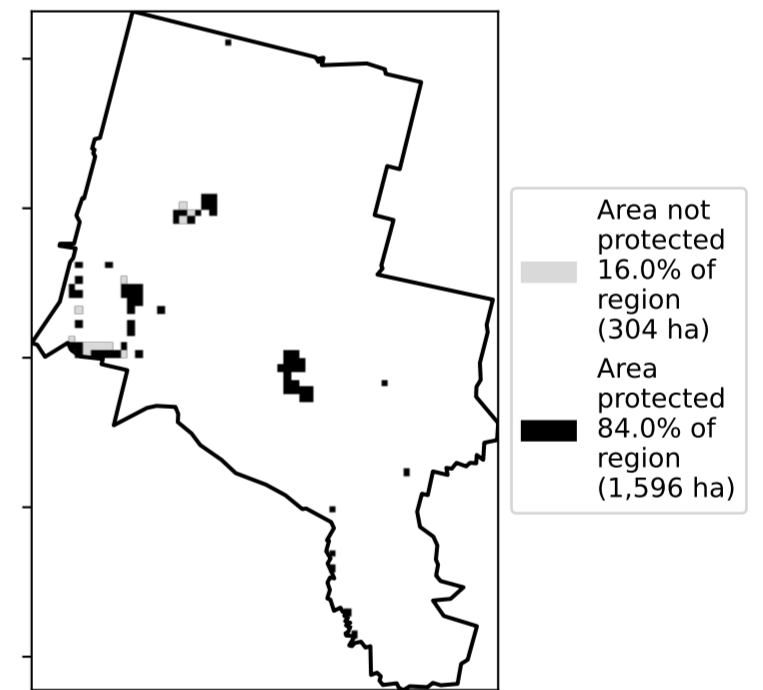 Area not
protected
16.0% of
region
(304 ha)
Area
protected
84.0% of
region
(1,596 ha)